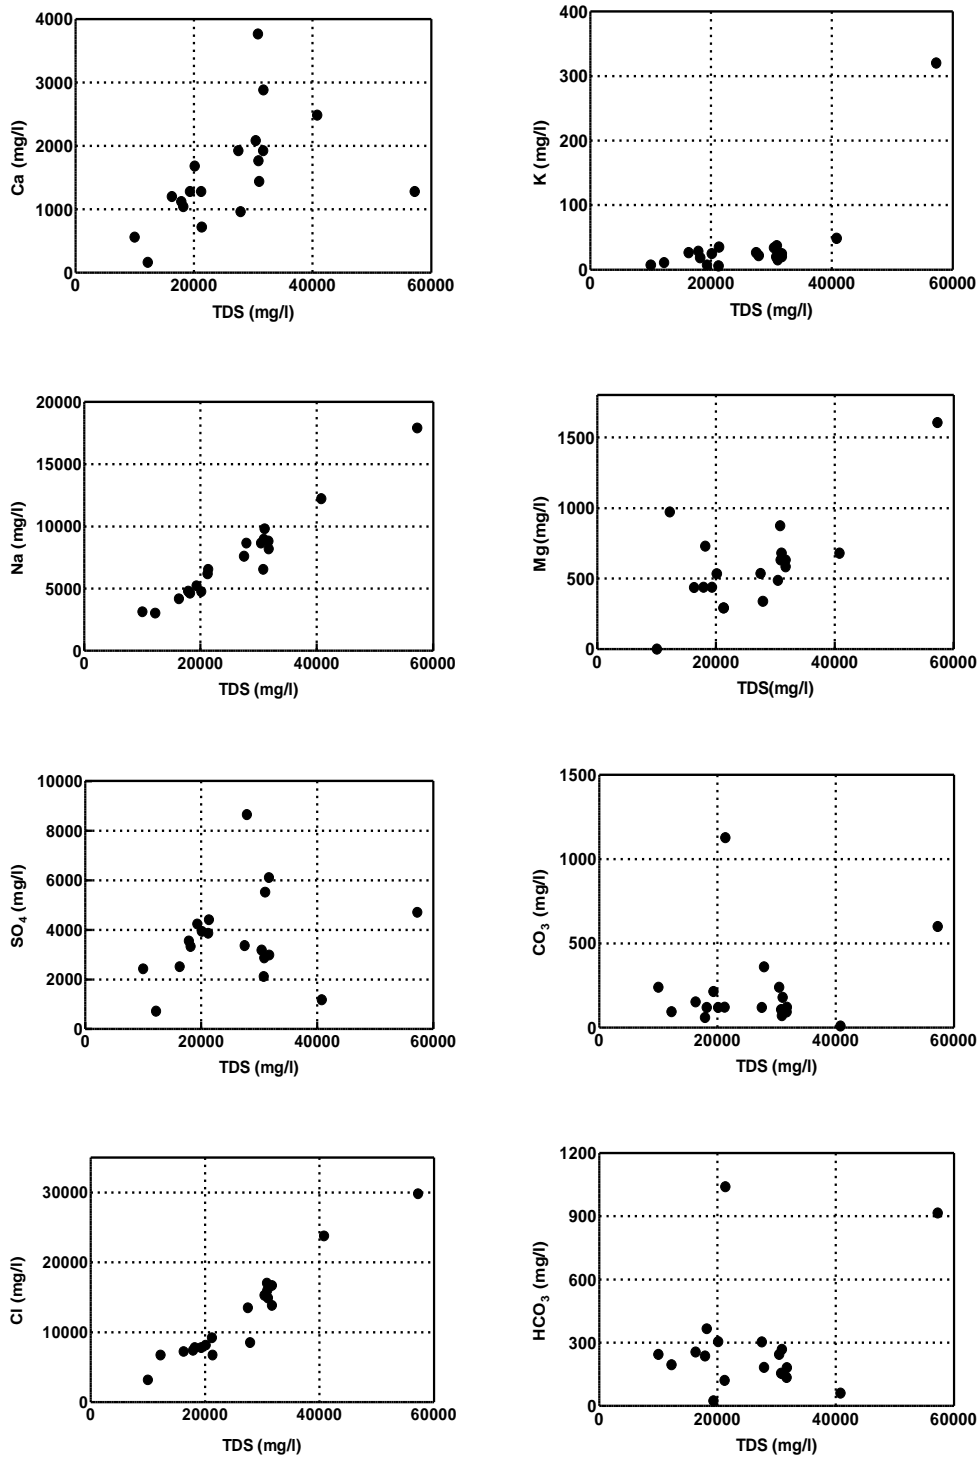 4000
3000
2000
1000
0
Ca (mg/l)
0 20000 40000 60000
TDS (mg/l)
400
300
200
100
0
K (mg/l)
0 20000 40000 60000
TDS (mg/l)
20000
15000
10000
5000
0
Na (mg/l)
0 20000 40000 60000
TDS (mg/l)
1500
1000
500
0
Mg(mg/l)
0 20000 40000 60000
TDS(mg/l)
10000
8000
6000
4000
2000
0
SO4 (mg/l)
0 20000 40000 60000
TDS (mg/l)
1500
1000
500
0
CO3 (mg/l)
0 20000 40000 60000
TDS (mg/l)
30000
20000
10000
0
Cl (mg/l)
0 20000 40000 60000
TDS (mg/l)
1200
900
600
300
0
HCO3 (mg/l)
0 20000 40000 60000
TDS (mg/l)